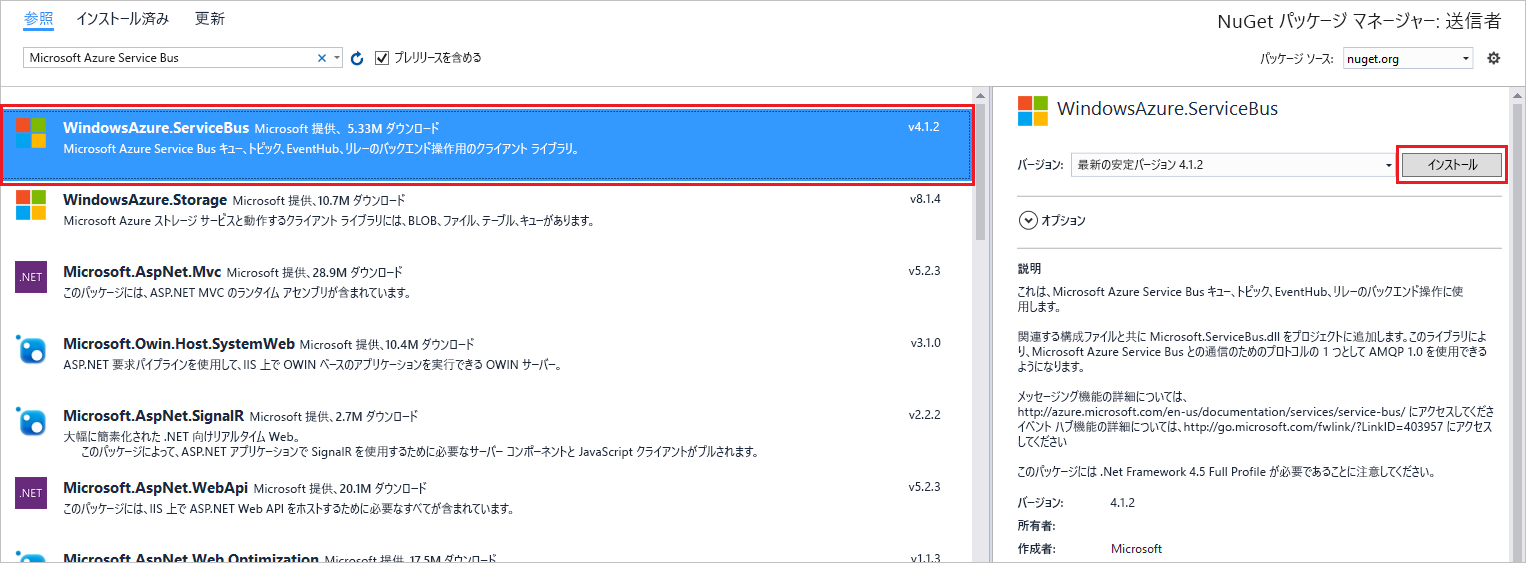 参照 インストール済み 更新
NuGet パッケージ マネージャー: 送信者
Microsoft Azure Service Bus
プレリリースを含める
パッケージ ソース: nuget.org
WindowsAzure.ServiceBus Microsoft 提供、5.33M ダウンロード v4.1.2
Microsoft Azure Service Bus キュー、トピック、EventHub、リレーのバックエンド操作用のクライアント ライブラリ。
WindowsAzure.Storage Microsoft 提供、10.7M ダウンロード v8.1.4
Microsoft Azure ストレージ サービスと動作するクライアント ライブラリには、BLOB、ファイル、テーブル、キューがあります。
.NET
Microsoft.AspNet.Mvc Microsoft 提供、28.9M ダウンロード v5.2.3
このパッケージには、ASP.NET MVC のランタイム アセンブリが含まれています。
Microsoft.Owin.Host.SystemWeb Microsoft 提供、10.4M ダウンロード v3.1.0
ASP.NET 要求パイプラインを使用して、IIS 上で OWIN ベースのアプリケーションを実行できる OWIN サーバー。
Microsoft.AspNet.SignalR Microsoft 提供、2.7M ダウンロード v2.2.2
大幅に簡素化された .NET 向けリアルタイム Web。
このパッケージによって、ASP.NET アプリケーションで SignalR を使用するために必要なサーバー コンポーネントと JavaScript クライアントがプルされます。
.NET
Microsoft.AspNet.WebApi Microsoft 提供、20.1M ダウンロード v5.2.3
このパッケージには、IIS 上で ASP.NET Web API をホストするために必要なすべてが含まれています。
Microsoft.AspNet.Web.Optimization Microsoft 提供、17.5M ダウンロード v1.1.3
WindowsAzure.ServiceBus
バージョン: 最新の安定バージョン 4.1.2 インストール
オプション
説明
これは、Microsoft Azure Service Bus キュー、トピック、EventHub、リレーのバックエンド操作に使
用します。
関連する構成ファイルと共に Microsoft.ServiceBus.dll をプロジェクトに追加します。このライブラリによ
り、Microsoft Azure Service Bus との通信のためのプロトコルの 1 つとして AMQP 1.0 を使用できる
ようになります。
メッセージング機能の詳細については、
http://azure.microsoft.com/en-us/documentation/services/service-bus/ にアクセスしてくださ
イベント ハブ機能の詳細については、http://go.microsoft.com/fwlink/?LinkID=403957 にアクセス
してください
このパッケージには .Net Framework 4.5 Full Profile が必要であることに注意してください。
バージョン: 4.1.2
所有者:
作成者: Microsoft